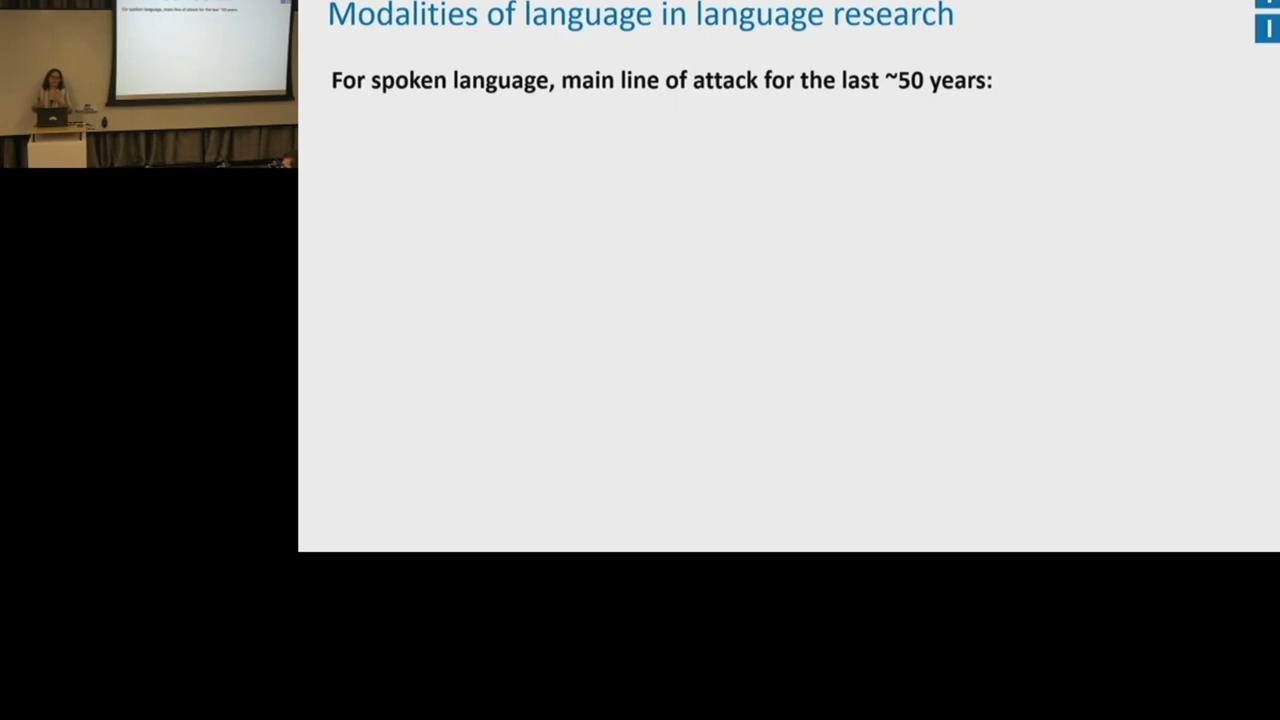 Modalities of language in language research
For spoken language, main line of attack for the last ~50 years: